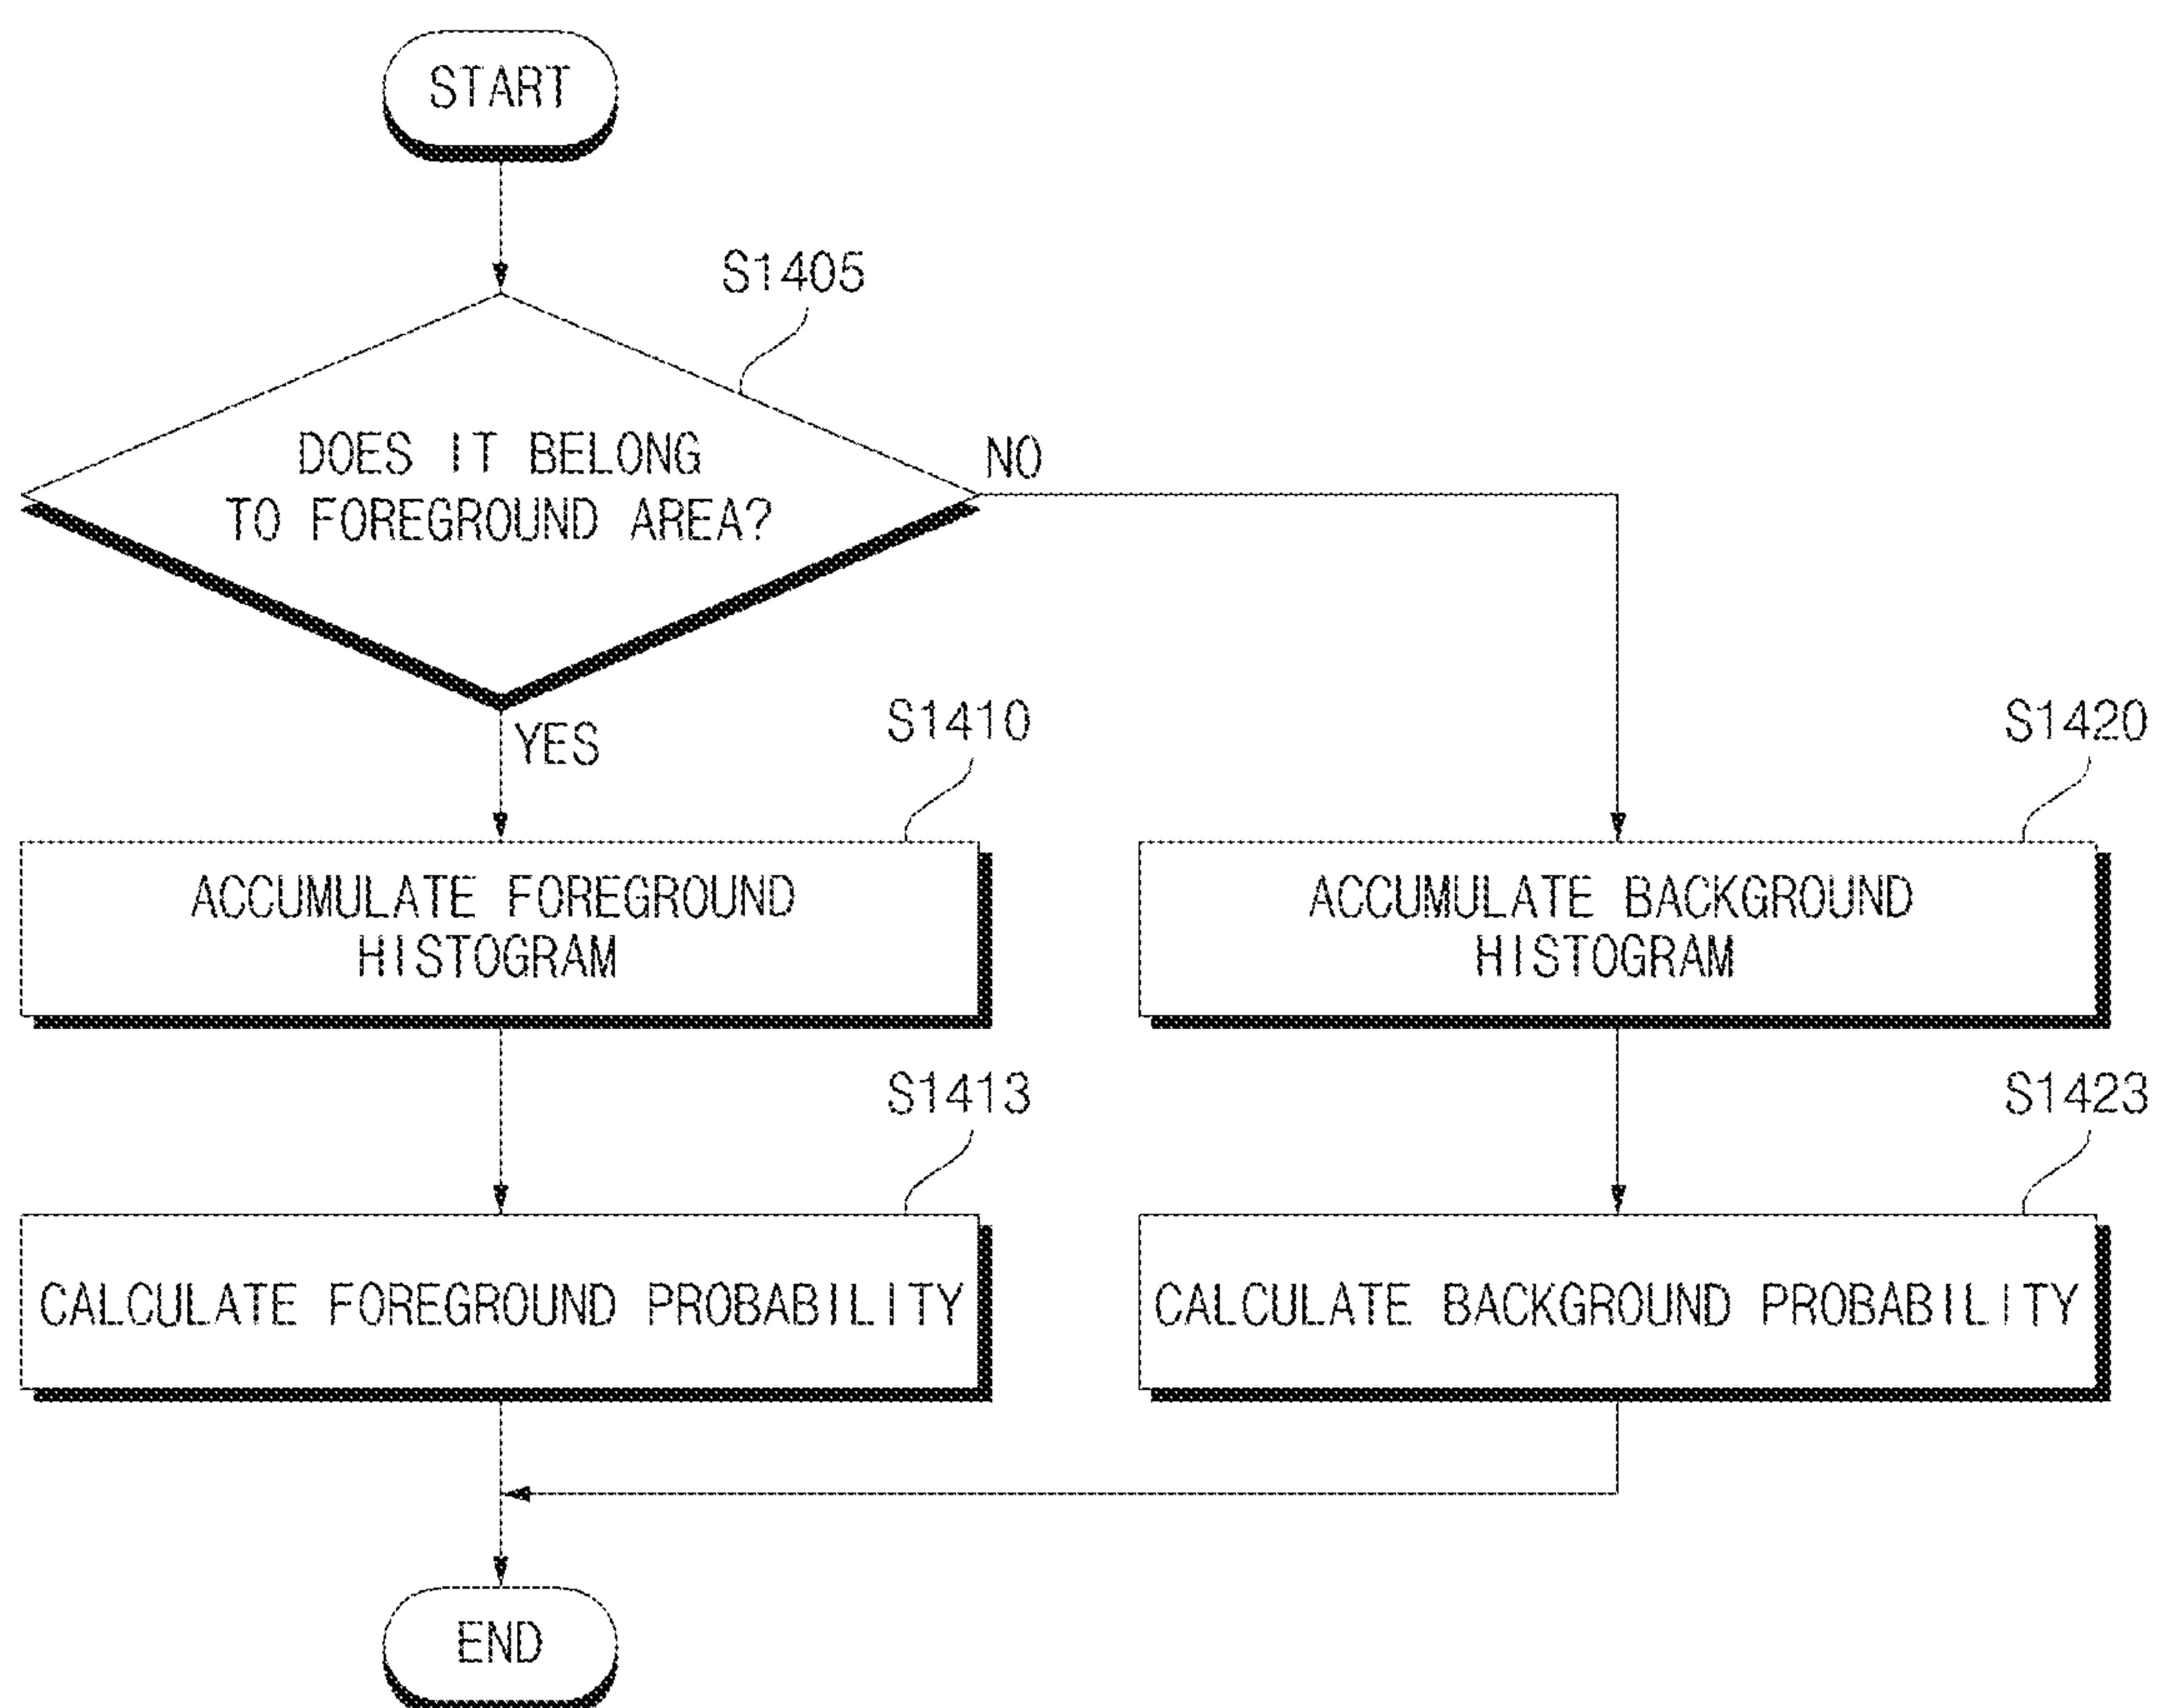 START
S1405
DOES IT BELONG
TO FOREGROUND AREA?
NO
YES
S1410
S1420
ACCUMULATE FOREGROUND
HISTOGRAM
ACCUMULATE BACKGROUND
HISTOGRAM
S1413
S1423
CALCULATE FOREGROUND PROBABILITY
CALCULATE BACKGROUND PROBABILITY
END